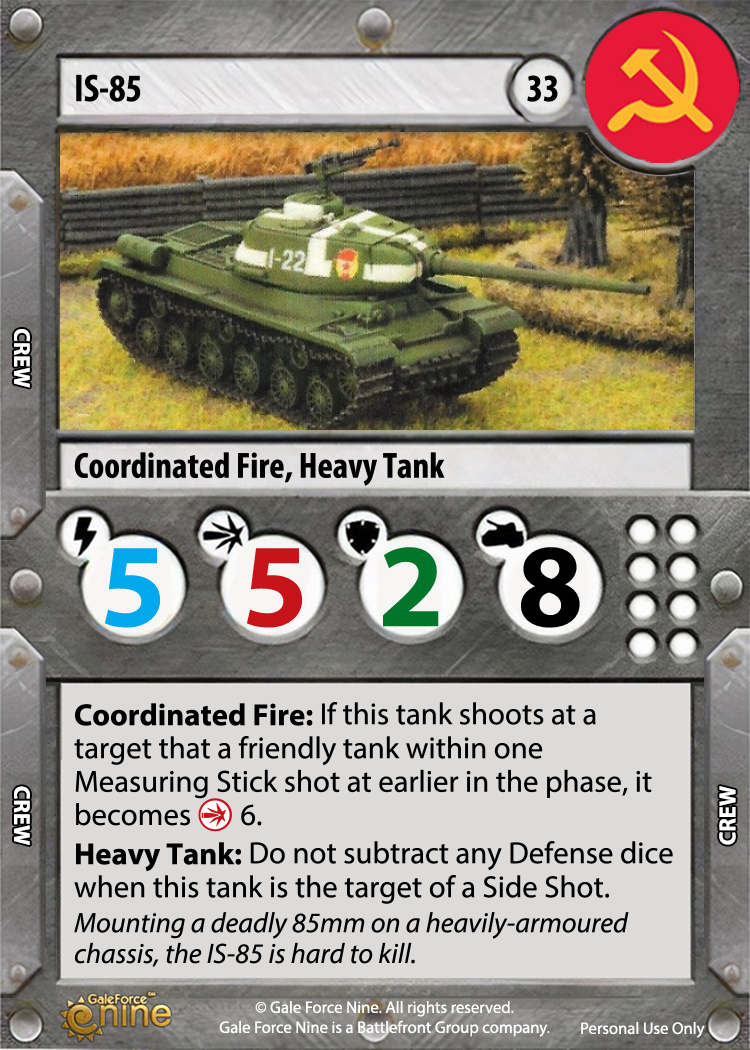 IS-85
33
I-22
Coordinated Fire, Heavy Tank
CREW
5
5
2
8
Coordinated Fire: If this tank shoots at a
target that a friendly tank within one
Measuring Stick shot at earlier in the phase, it
becomes 6.
Heavy Tank: Do not subtract any Defense dice
when this tank is the target of a Side Shot.
Mounting a deadly 85mm on a heavily-armoured
chassis, the IS-85 is hard to kill.
CREW
CREW
GaleForce™
nine
© Gale Force Nine. All rights reserved.
Gale Force Nine is a Battlefront Group company.
Personal Use Only